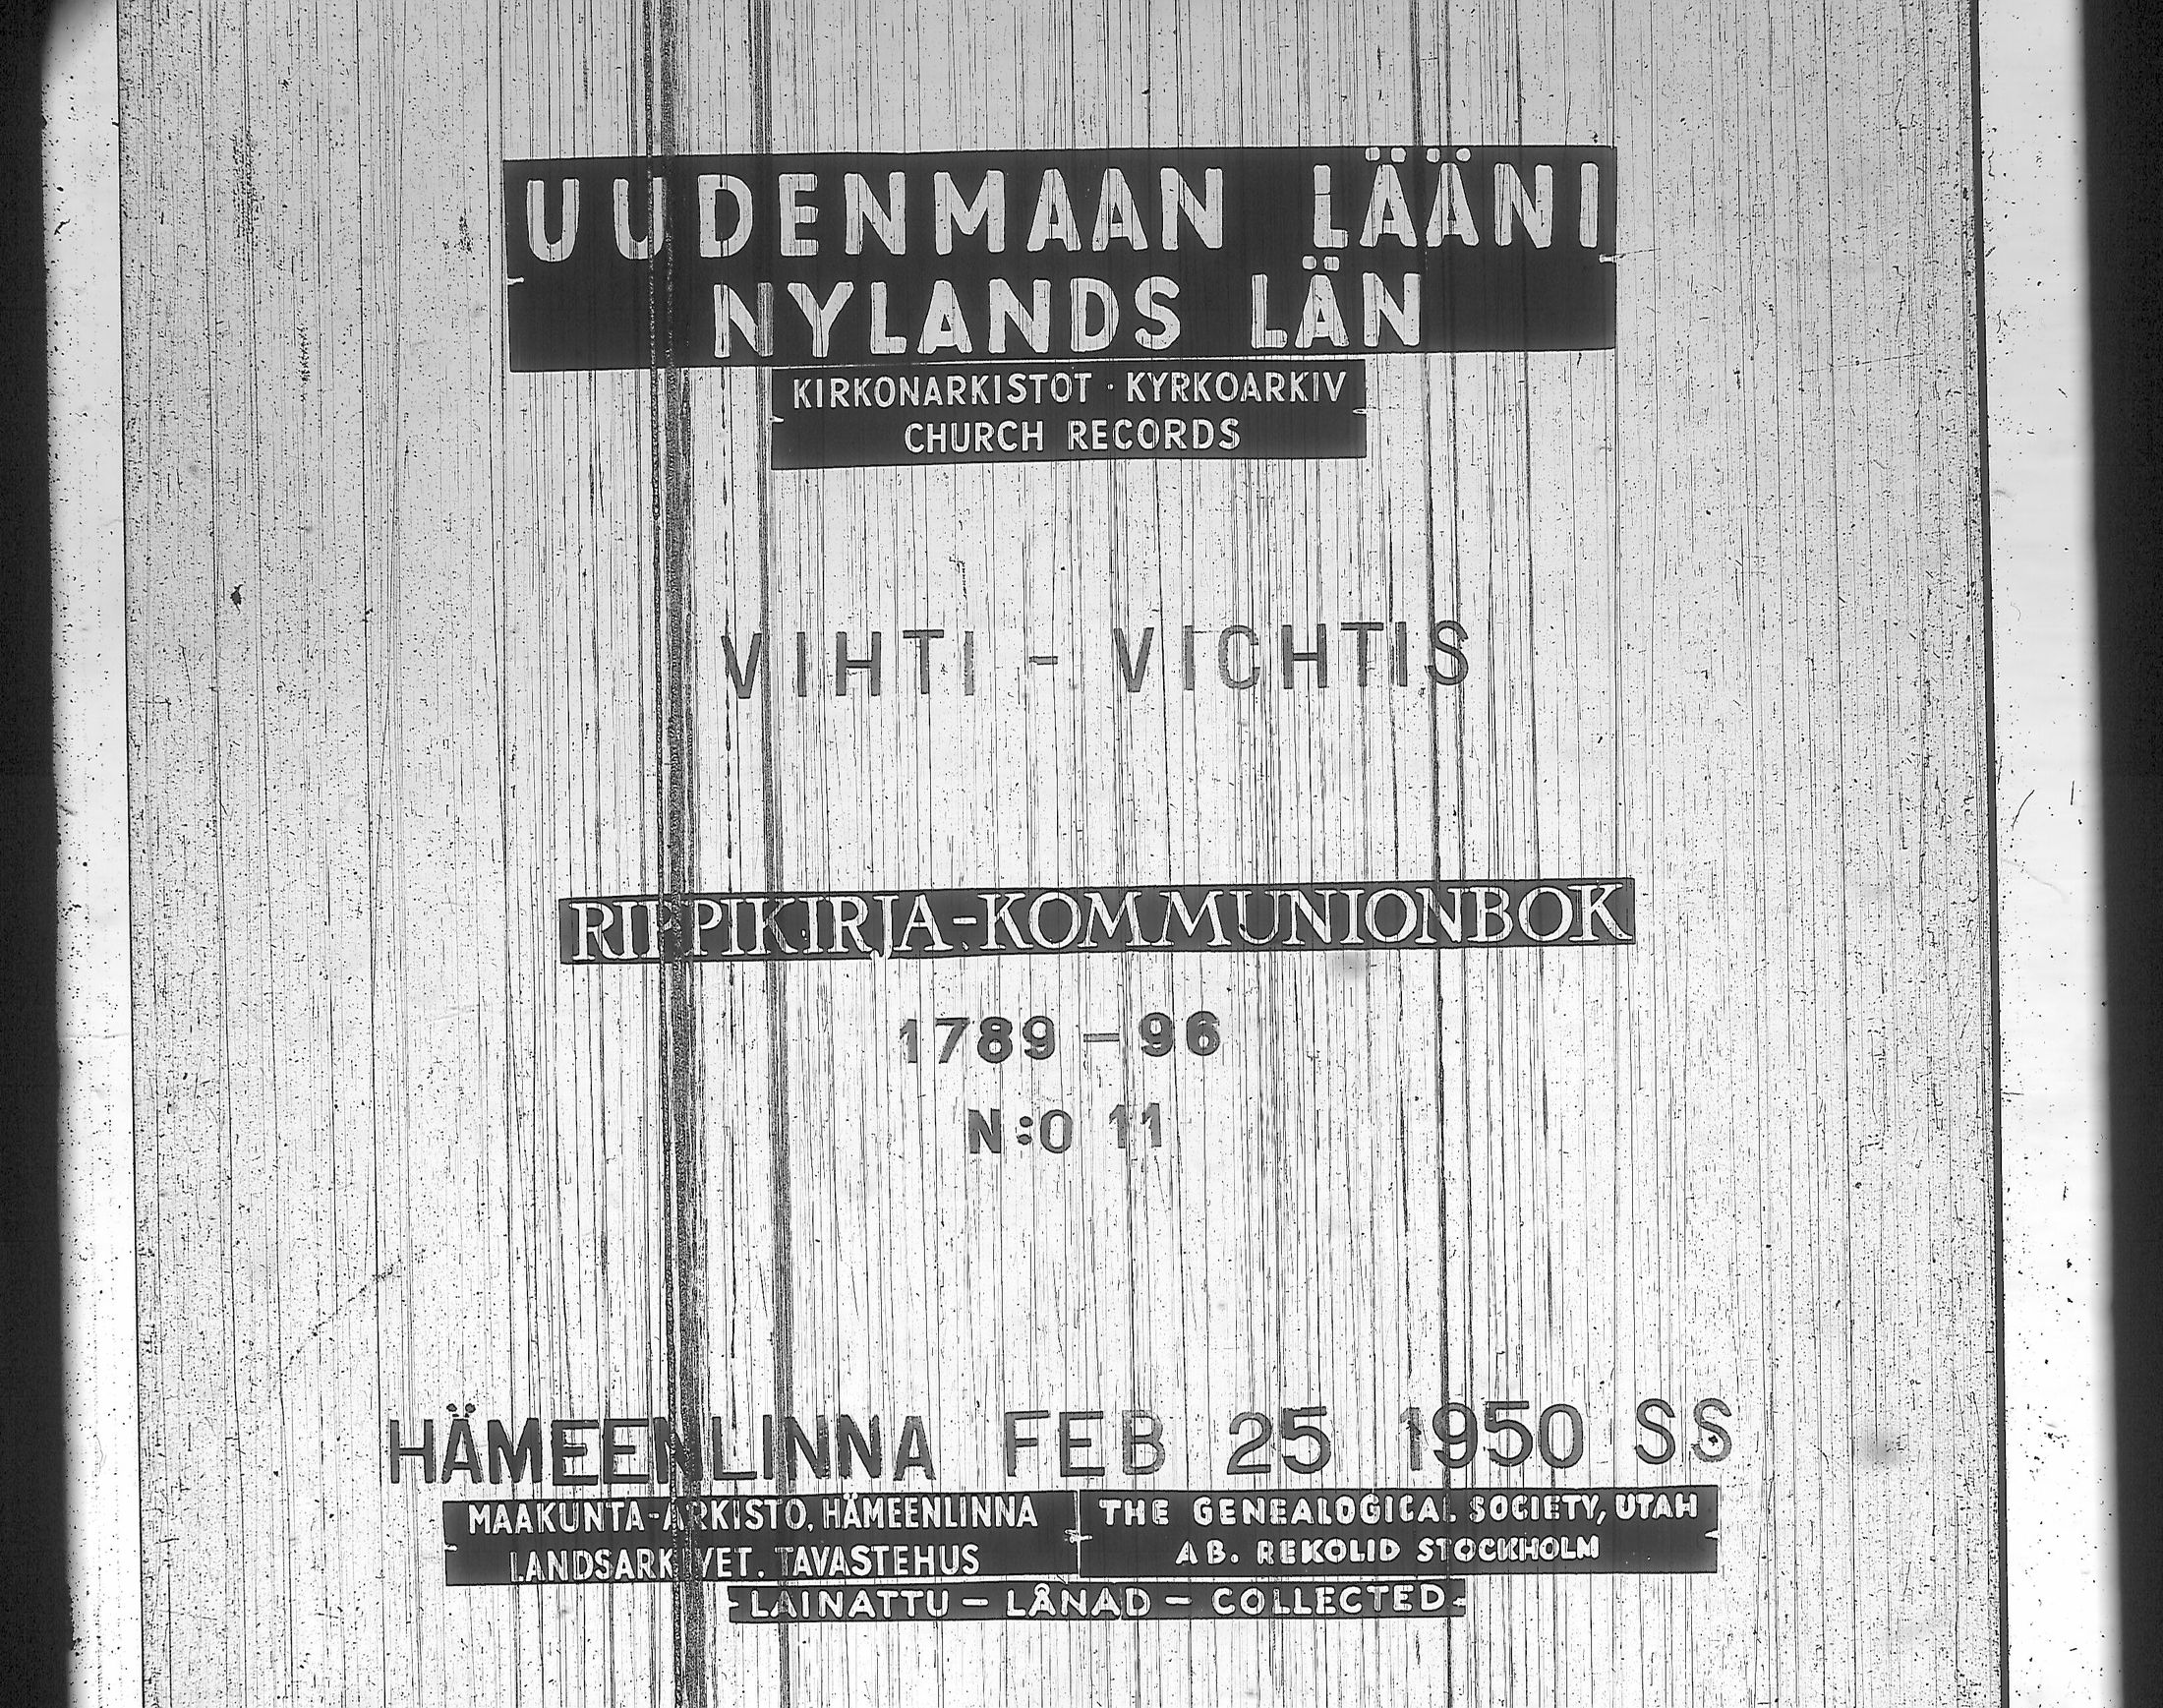 UUDENMAAN LÄÄNI
NYLANDS LÄN
KIRKONARKISTOT · KYRKOARKIV
CHURCH RECORDS
VIHTI - VICHTIS
RIPPIKIRJA-KOMMUNIONBOK
1789 - 96
N:O 11
HÄMEENLINNA FEB 25 1950 SS
MAAKUNTA-ARKISTO, HÄMEENLINNA
LANDSARKIVET. TAVASTEHUS
THE GENEALOGICAL SOCIETY, UTAH
AB. REKOLID STOCKHOLM
LAINATTU - LÅNAD - COLLECTED